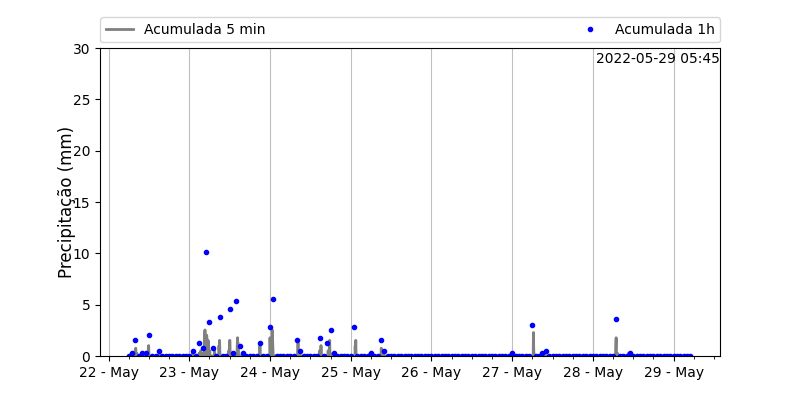 Acumulada 5 min
Acumulada 1h
2022-05-29 05:45
Precipitação (mm)
30
25
20
15
10
5
0
22 - May
23 - May
24 - May
25 - May
26 - May
27 - May
28 - May
29 - May